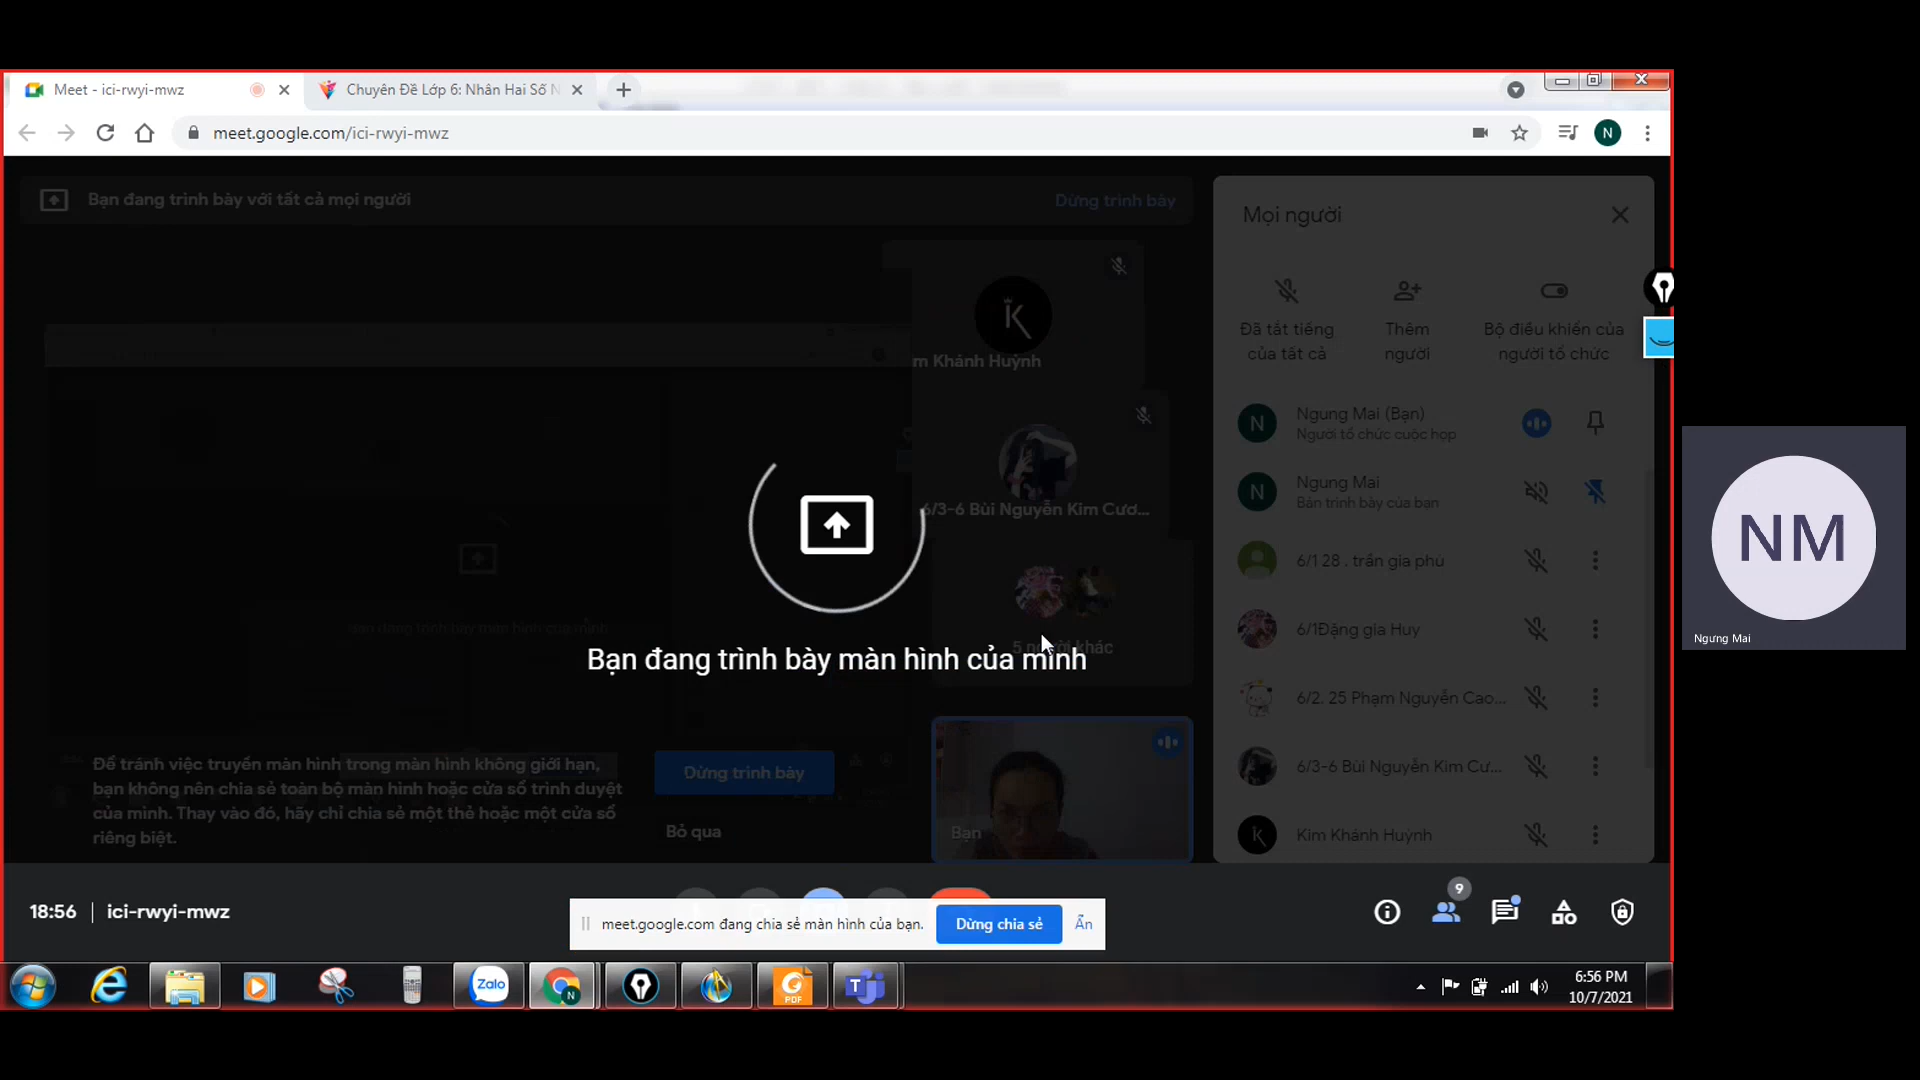 Meet - ici-rwyi-mwz
Chuyên Đề Lớp 6: Nhân Hai Số N
meet.google.com/ici-rwyi-mwz
N
Bạn đang trình bày với tất cả mọi người
Dừng trình bày
Mọi người
Đã tắt tiếng
của tất cả
Thêm
người
Bộ điều khiển của
người tổ chức
m Khánh Huỳnh
6/3-6 Bùi Nguyễn Kim Cươ...
khác
Bạn
N
Ngung Mai (Bạn)
Người tổ chức cuộc họp
N
Ngung Mai
Bản trình bày của bạn
6/1 28 . trần gia phú
6/1Đặng gia Huy
6/2. 25 Phạm Nguyễn Cao...
6/3-6 Bùi Nguyễn Kim Cư...
Kim Khánh Huỳnh
Bạn đang trình bày màn hình của mình
Để tránh việc truyền màn hình trong màn hình không giới hạn,
bạn không nên chia sẻ toàn bộ màn hình hoặc cửa sổ trình duyệt
của mình. Thay vào đó, hãy chỉ chia sẻ một thẻ hoặc một cửa sổ
riêng biệt.
Dừng trình bày
Bỏ qua
18:56 | ici-rwyi-mwz
meet.google.com đang chia sẻ màn hình của bạn.
Dừng chia sẻ
Ẩn
9
Zalo
N
PDF
T
6:56 PM
10/7/2021
NM
Ngưng Mai